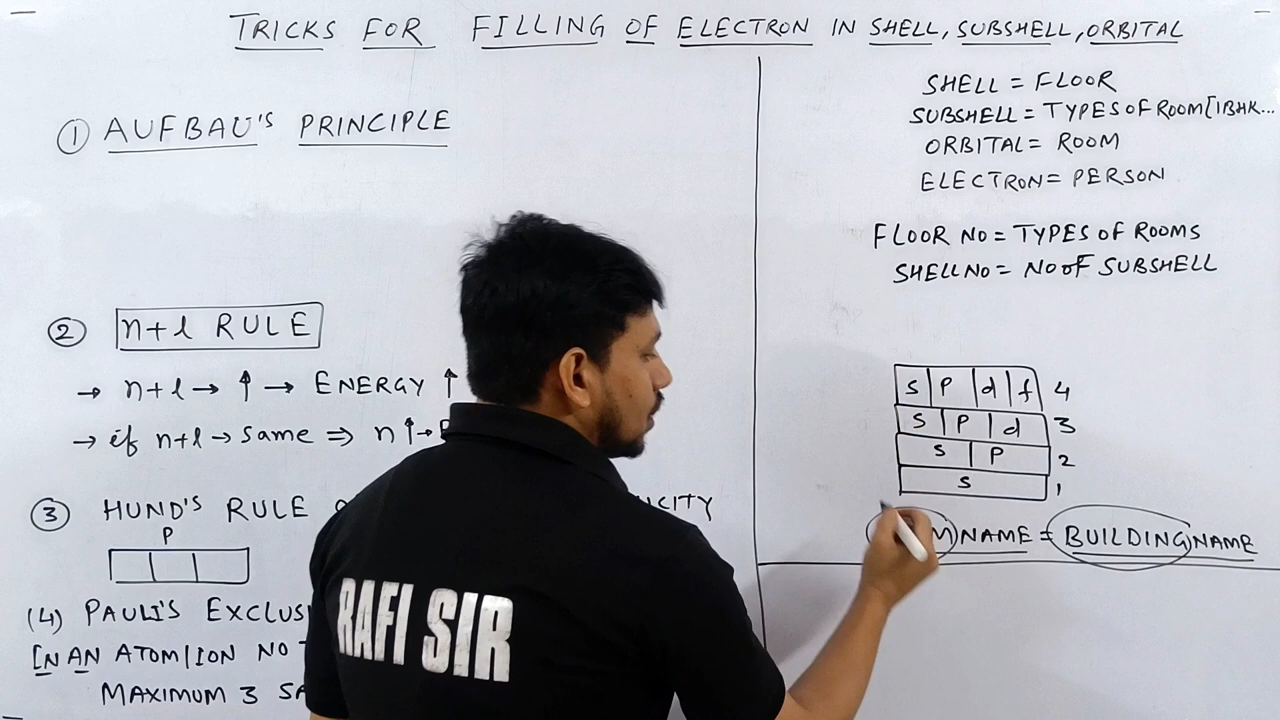 TRICKS FOR FILLING OF ELECTRON IN SHELL, SUBSHELL, ORBITAL
① AUFBAU'S PRINCIPLE
② n+l RULE
→ n+l → ↑ → ENERGY ↑
→ if n+l → same ⇒ n ↑ →
③ HUND'S RULE
P
(4) PAULI'S
IN AN ATOM/ION NO
MAXIMUM 3
SHELL = FLOOR
SUBSHELL = TYPES OF ROOM [1BHK...
ORBITAL = ROOM
ELECTRON = PERSON
FLOOR NO = TYPES OF ROOMS
SHELL NO = NO OF SUBSHELL
s P d f 4
s P d 3
s P 2
s 1
NAME = BUILDING NAME
RAFI SIR